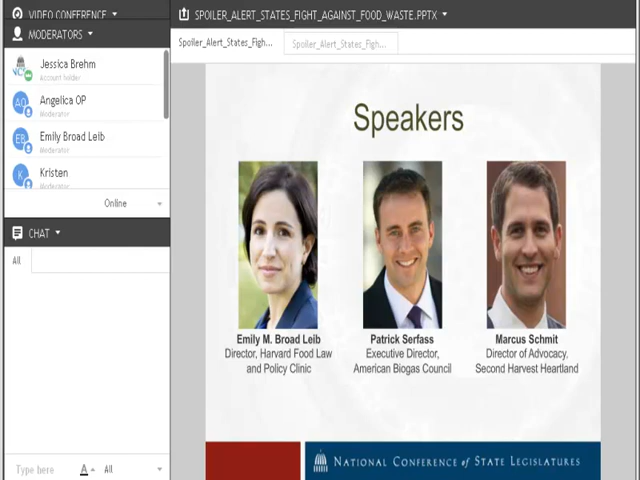 VIDEO CONFERENCE
MODERATORS
Jessica Brehm
Account holder
AO
Angelica OP
Moderator
EB
Emily Broad Leib
Moderator
K
Kristen
Moderator
Online
CHAT
All
Type here
A
All
SPOILER_ALERT_STATES_FIGHT_AGAINST_FOOD_WASTE.PPTX
Spoiler_Alert_States_Figh...
Spoiler_Alert_States_Figh...
Speakers
Emily M. Broad Leib
Director, Harvard Food Law
and Policy Clinic
Patrick Serfass
Executive Director,
American Biogas Council
Marcus Schmit
Director of Advocacy,
Second Harvest Heartland
NATIONAL CONFERENCE of STATE LEGISLATURES